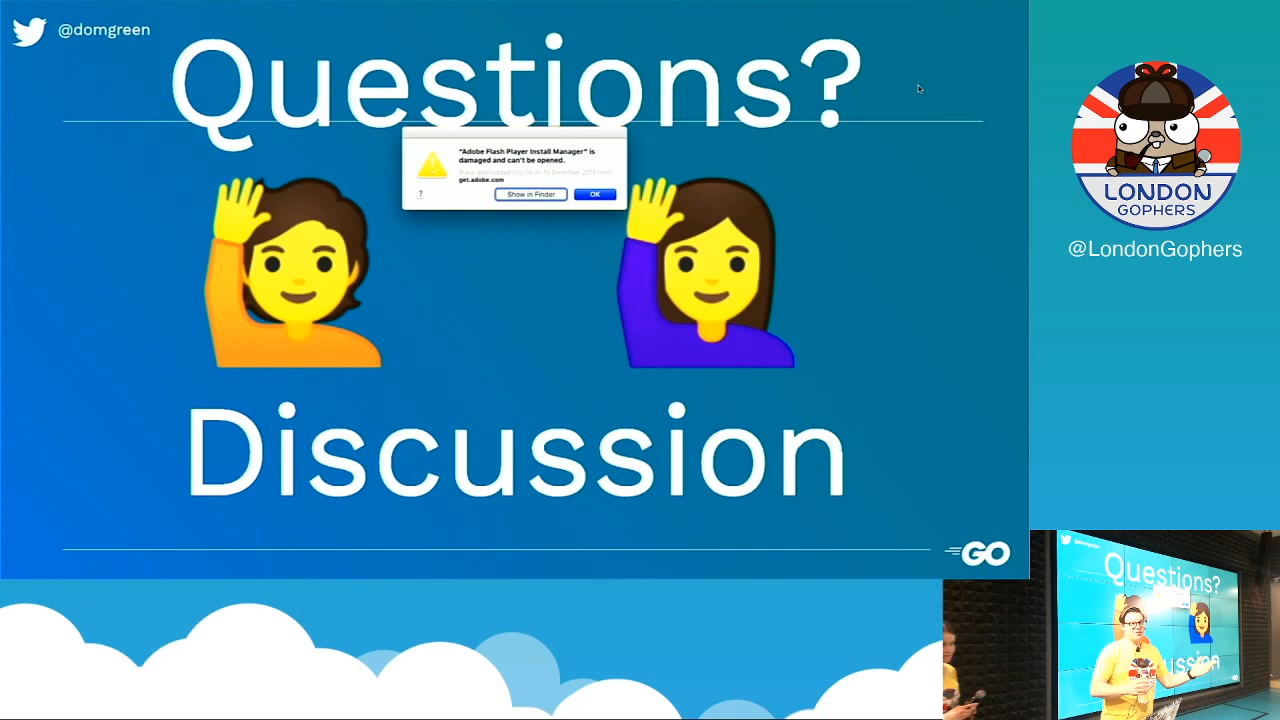 @domgreen
Questions?
"Adobe Flash Player Install Manager" is
damaged and can't be opened.
get.adobe.com
?
Show in Finder
OK
Discussion
GO
LONDON
GOPHERS
@LondonGophers
@domgreen
Questions?